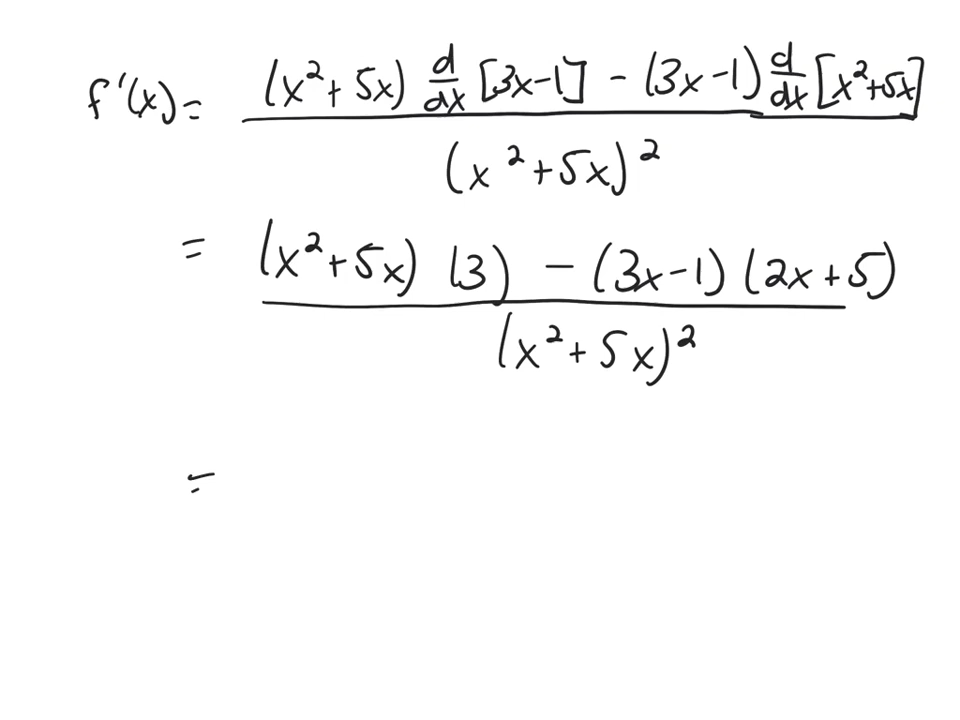 f'(x) = ((x²+5x) d/dx [3x-1] - (3x-1) d/dx [x²+5x]) / (x²+5x)²
= ((x²+5x) (3) - (3x-1) (2x+5)) / (x²+5x)²
=